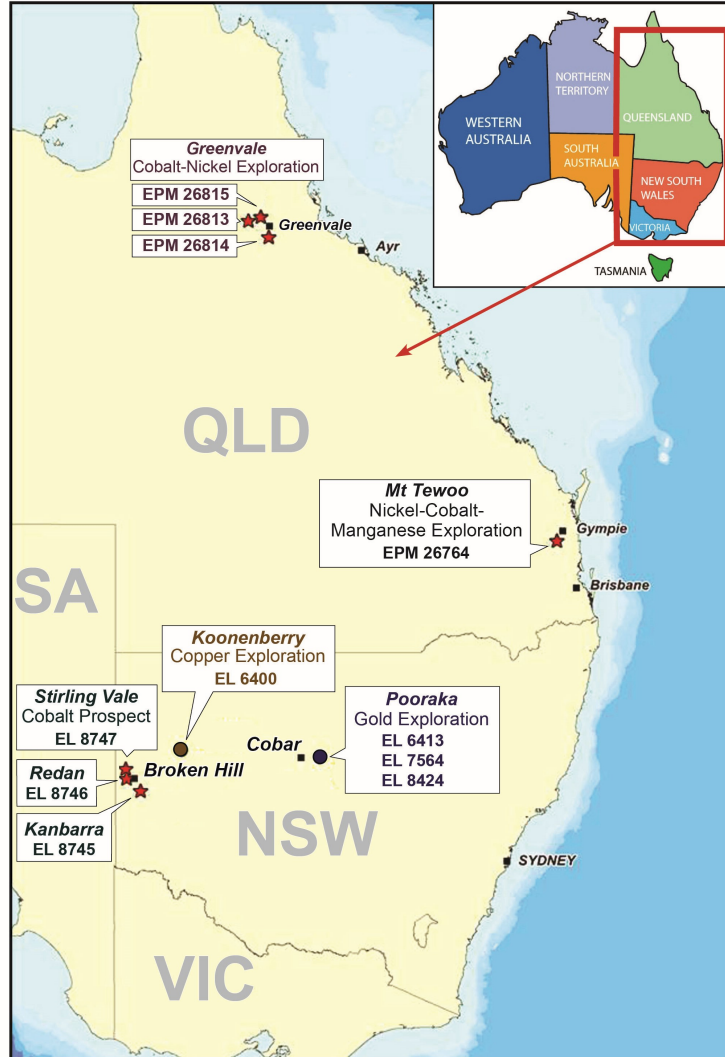 NORTHERN
TERRITORY
QUEENSLAND
WESTERN
AUSTRALIA
SOUTH
AUSTRALIA
NEW SOUTH
WALES
VICTORIA
TASMANIA
Greenvale
Cobalt-Nickel Exploration
EPM 26815
EPM 26813
EPM 26814
Greenvale
Ayr
QLD
Mt Tewoo
Nickel-Cobalt-
Manganese Exploration
EPM 26764
Gympie
Brisbane
SA
Koonenberry
Copper Exploration
EL 6400
Stirling Vale
Cobalt Prospect
EL 8747
Pooraka
Gold Exploration
EL 6413
EL 7564
EL 8424
Cobar
Broken Hill
Redan
EL 8746
Kanbarra
EL 8745
NSW
SYDNEY
VIC